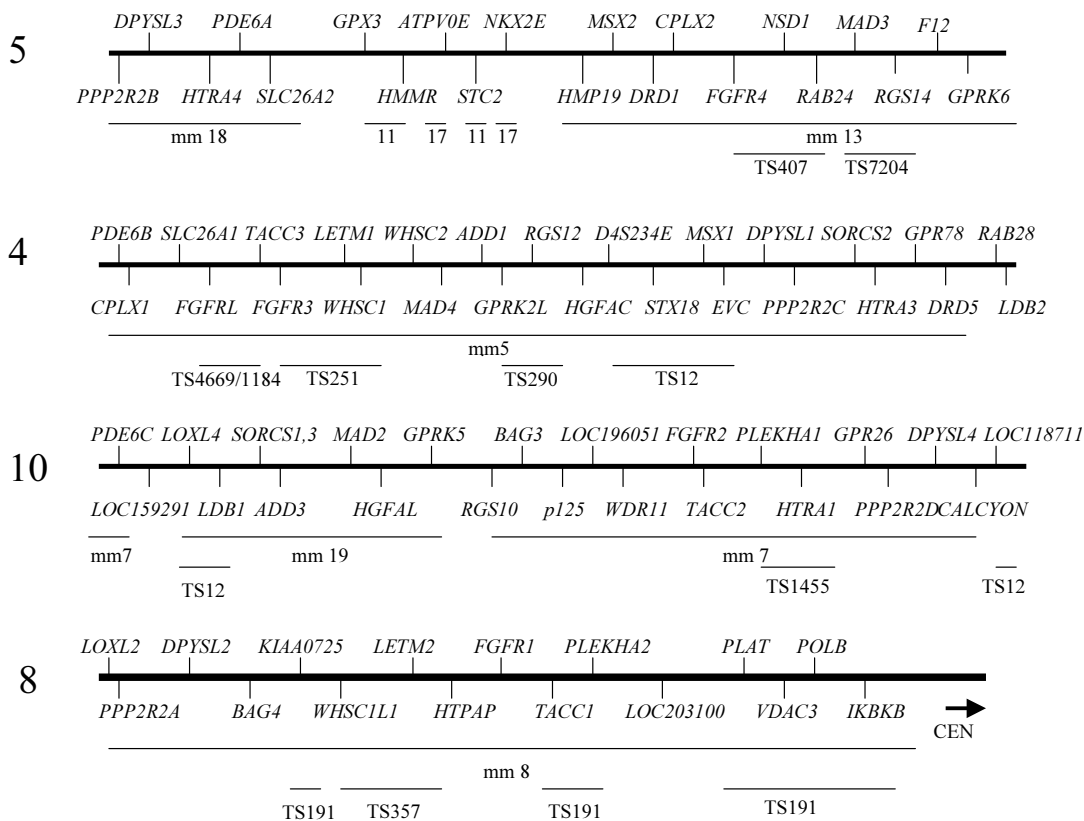 DPYSL3 PDE6A GPX3 ATPV0E NKX2E MSX2 CPLX2 NSD1 MAD3 F12
5
PPP2R2B HTRA4 SLC26A2 HMMR STC2 HMP19 DRD1 FGFR4 RAB24 RGS14 GPRK6
mm 18 11 17 11 17 mm 13
TS407 TS7204
PDE6B SLC26A1 TACC3 LETM1 WHSC2 ADD1 RGS12 D4S234E MSX1 DPYSL1 SORCS2 GPR78 RAB28
4
CPLX1 FGFRL FGFR3 WHSC1 MAD4 GPRK2L HGFAC STX18 EVC PPP2R2C HTRA3 DRD5 LDB2
mm5
TS4669/1184 TS251 TS290 TS12
PDE6C LOXL4 SORCS1,3 MAD2 GPRK5 BAG3 LOC196051 FGFR2 PLEKHA1 GPR26 DPYSL4 LOC118711
10
LOC159291 LDB1 ADD3 HGFAL RGS10 p125 WDR11 TACC2 HTRA1 PPP2R2D CALCYON
mm7 mm 19 mm 7
TS12 TS1455 TS12
LOXL2 DPYSL2 KIAA0725 LETM2 FGFR1 PLEKHA2 PLAT POLB
8
PPP2R2A BAG4 WHSC1L1 HTPAP TACC1 LOC203100 VDAC3 IKBKB
CEN
mm 8
TS191 TS357 TS191 TS191